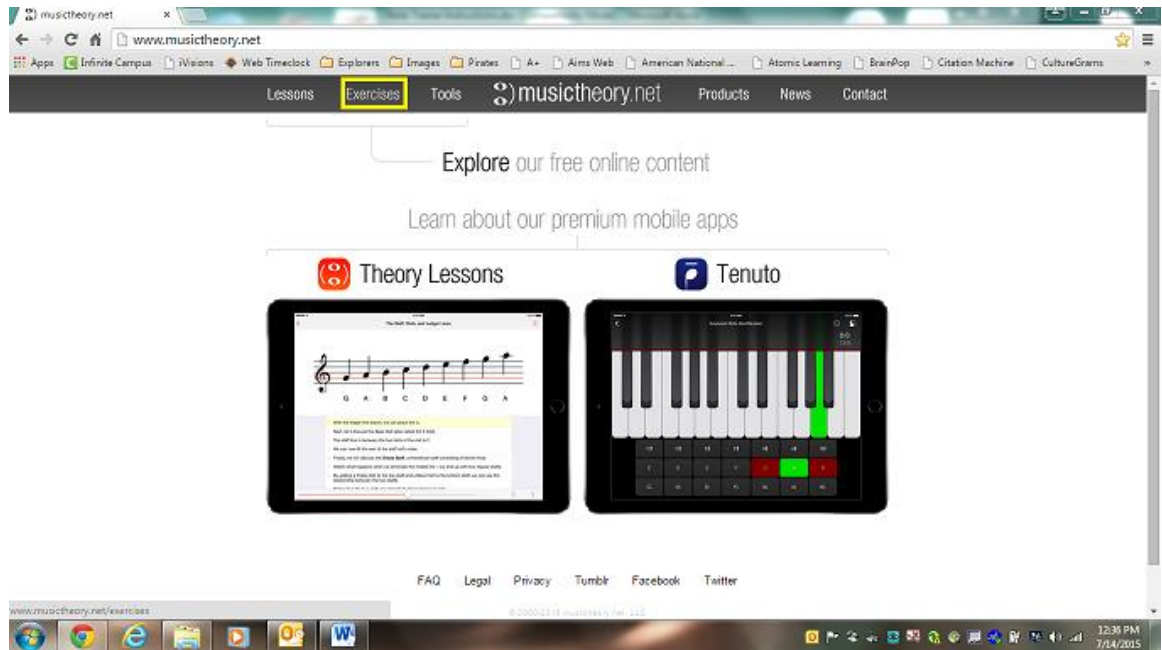 musictheory.net
www.musictheory.net
Apps Infinite Campus iVisions Web Timeclock Explorers Images Pirates A+ Aims Web American National ... Atomic Learning BrainPop Citation Machine CultureGrams »
Lessons Exercises Tools musictheory.net Products News Contact
Explore our free online content
Learn about our premium mobile apps
Theory Lessons Tenuto
The Staff, Clefs, and Ledger Lines
G A B C D E F G A
FAQ Legal Privacy Tumblr Facebook Twitter
www.musictheory.net/exercises
12:36 PM
7/14/2015